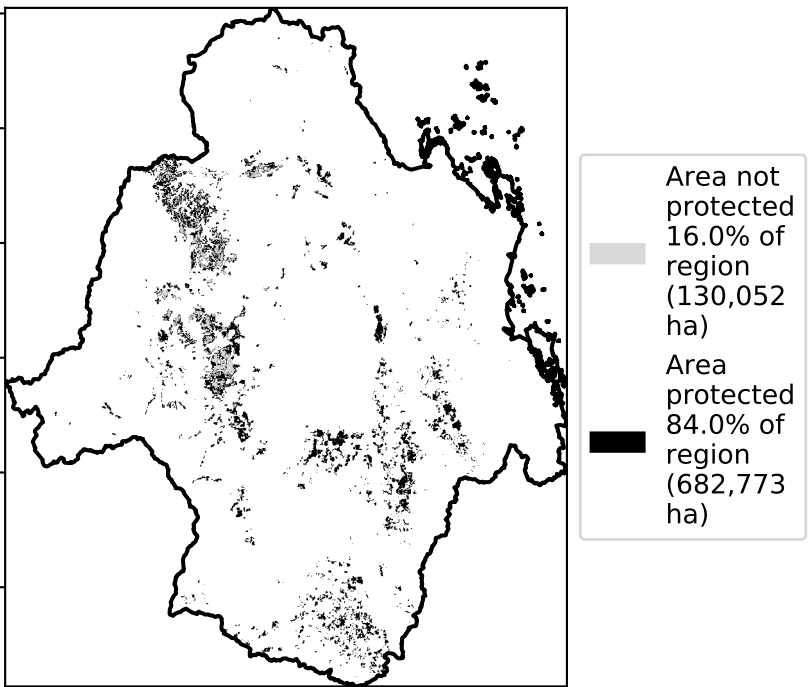 Area not
protected
16.0% of
region
(130,052
ha)
Area
protected
84.0% of
region
(682,773
ha)